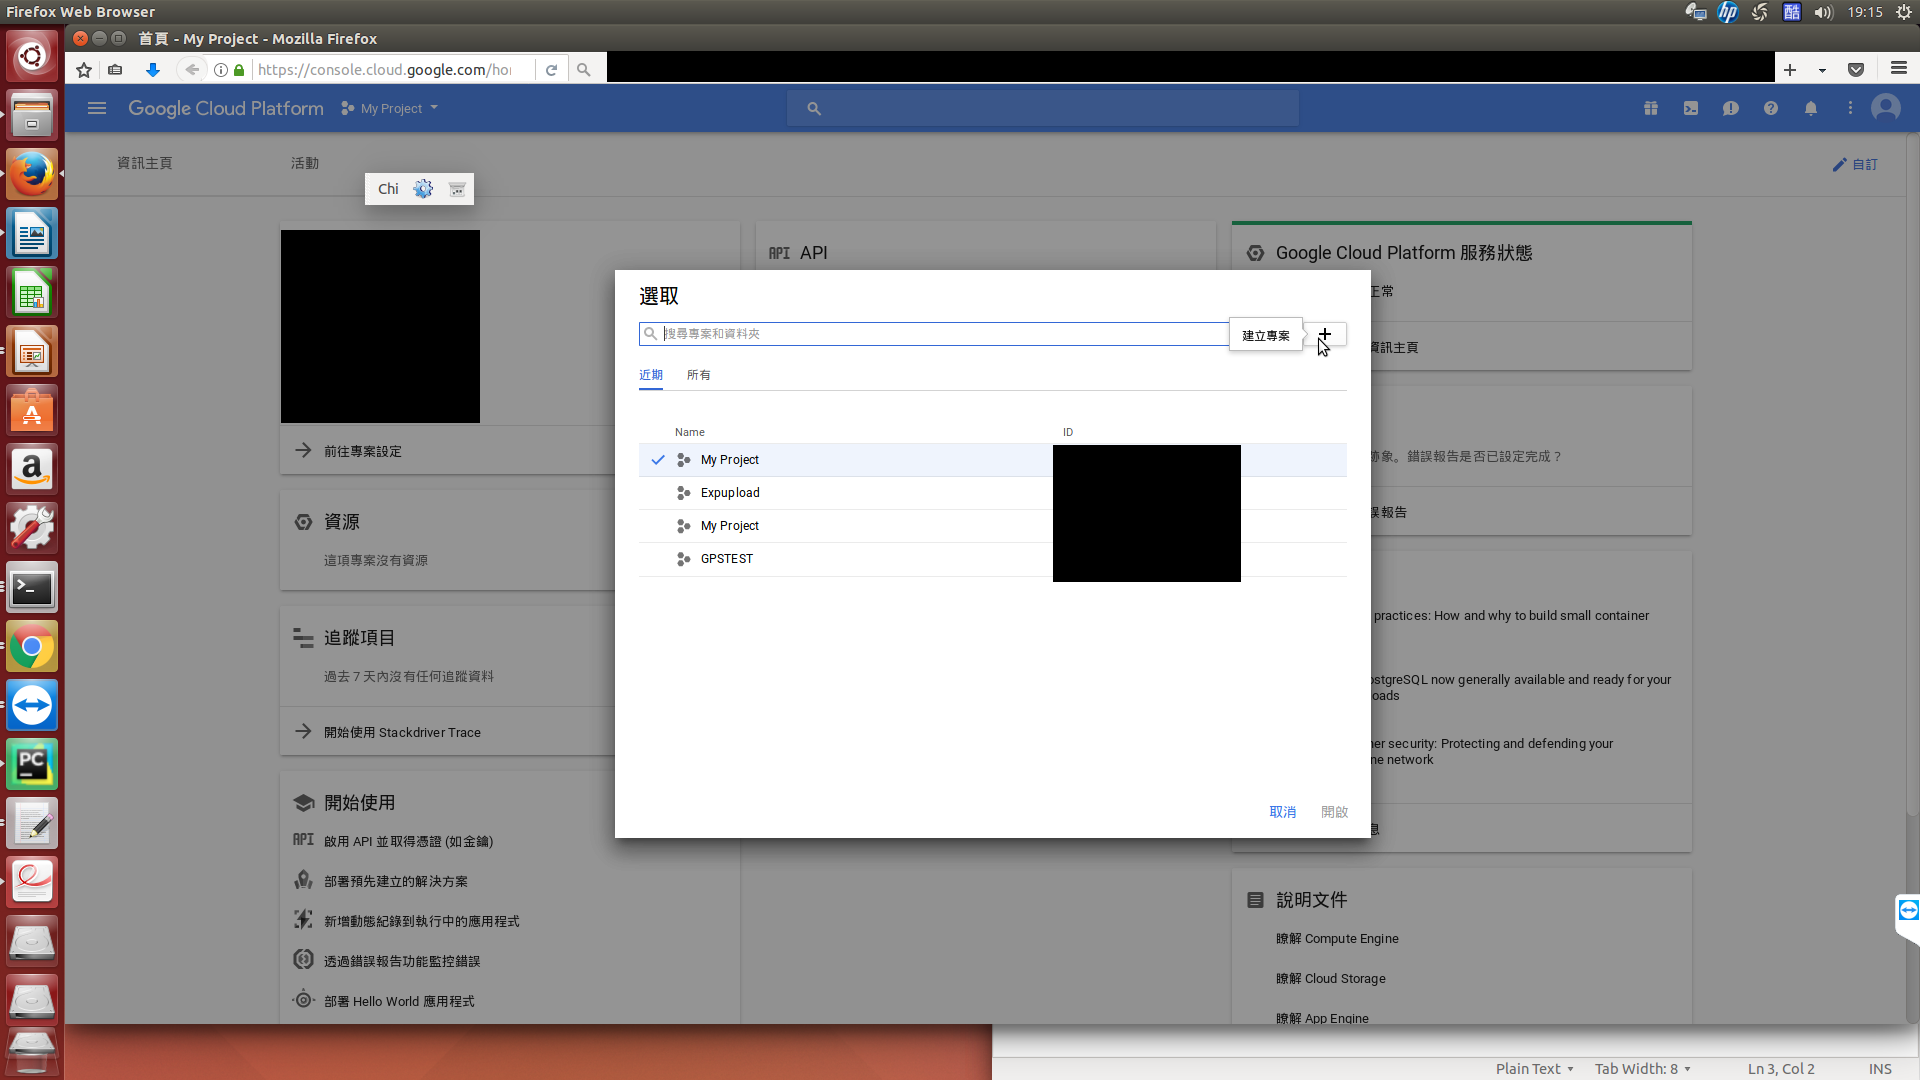 Firefox Web Browser
19:15
首頁 - My Project - Mozilla Firefox
https://console.cloud.google.com/ho
Google Cloud Platform
My Project
資訊主頁
活動
自訂
Chi
API API
Google Cloud Platform 服務狀態
正常
資訊主頁
前往專案設定
資源
這項專案沒有資源
追蹤項目
過去 7 天內沒有任何追蹤資料
開始使用 Stackdriver Trace
開始使用
API 啟用 API 並取得憑證 (如金鑰)
部署預先建立的解決方案
新增動態紀錄到執行中的應用程式
透過錯誤報告功能監控錯誤
部署 Hello World 應用程式
選取
搜尋專案和資料夾
建立專案
近期
所有
Name
ID
My Project
Expupload
My Project
GPSTEST
取消
開啟
跡象。錯誤報告是否已設定完成？
誤報告
practices: How and why to build small container
ostgreSQL now generally available and ready for your
oads
ner security: Protecting and defending your
ne network
息
說明文件
瞭解 Compute Engine
瞭解 Cloud Storage
瞭解 App Engine
Plain Text
Tab Width: 8
Ln 3, Col 2
INS